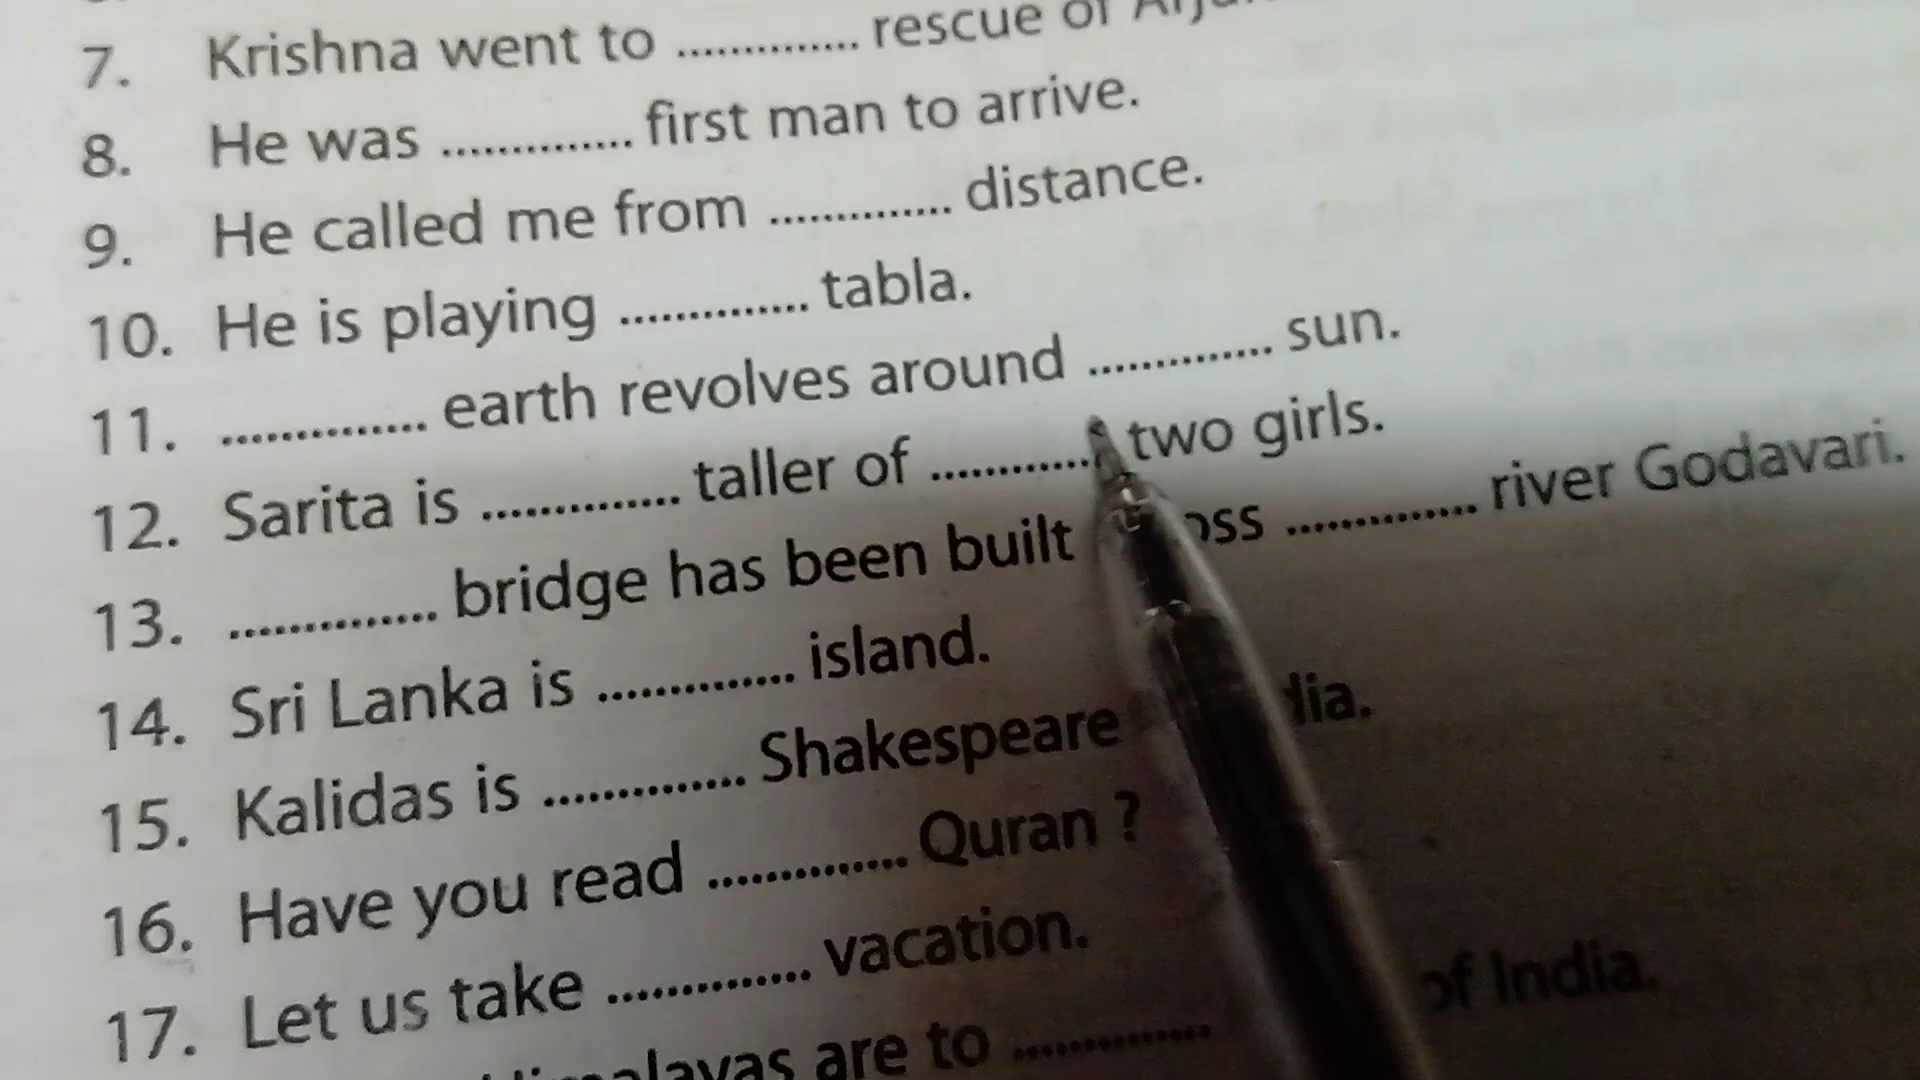 7. Krishna went to .............. rescue of
8. He was .............. first man to arrive.
9. He called me from .............. distance.
10. He is playing .............. tabla.
11. .............. earth revolves around .............. sun.
12. Sarita is .............. taller of .............. two girls.
13. .............. bridge has been built .............. river Godavari.
14. Sri Lanka is .............. island.
15. Kalidas is .............. Shakespeare
16. Have you read .............. Quran ?
17. Let us take .............. vacation.
are to .............. of India.